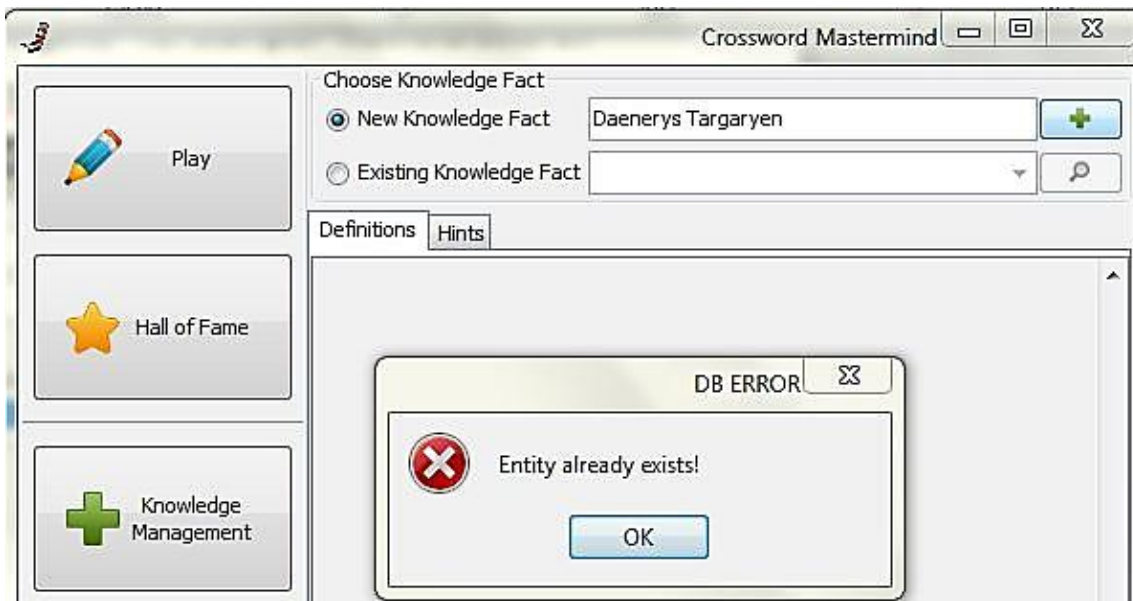 Crossword Mastermind
Choose Knowledge Fact
New Knowledge Fact
Daenerys Targaryen
Play
Existing Knowledge Fact
Definitions
Hints
Hall of Fame
DB ERROR
Entity already exists!
OK
Knowledge
Management